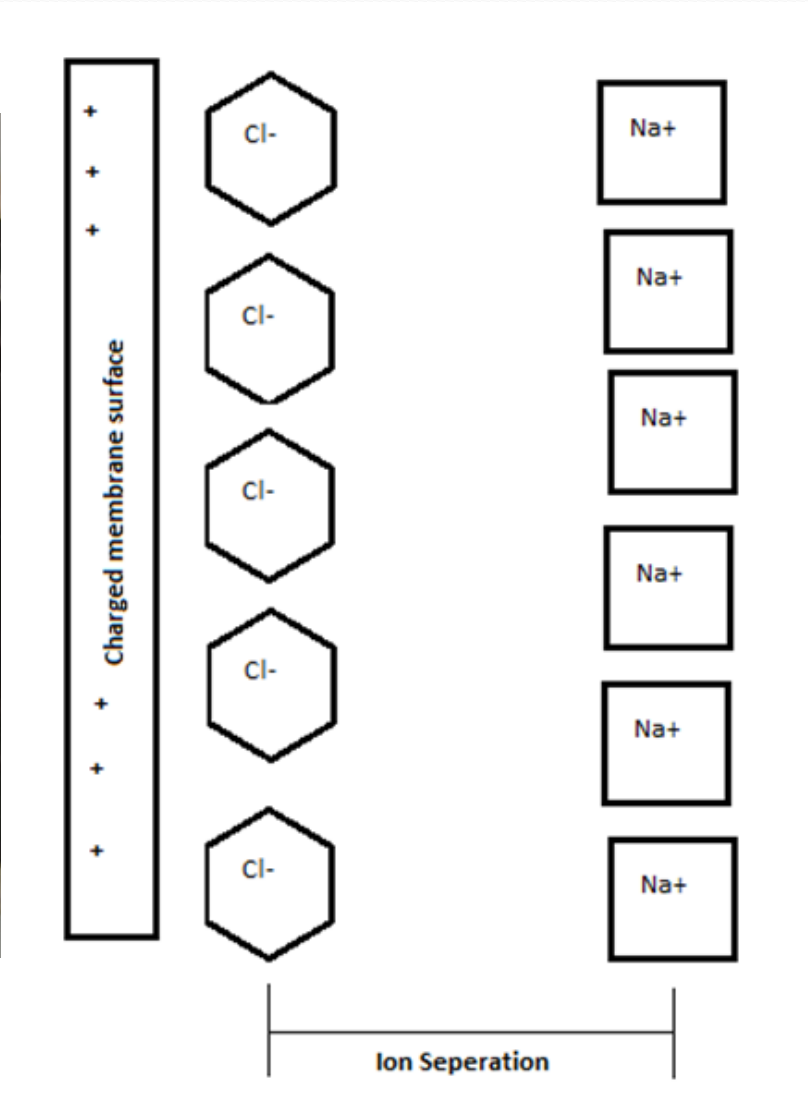 +
+
+
Charged membrane surface
+
+
+
Cl-
Cl-
Cl-
Cl-
Cl-
Na+
Na+
Na+
Na+
Na+
Na+
Ion Seperation